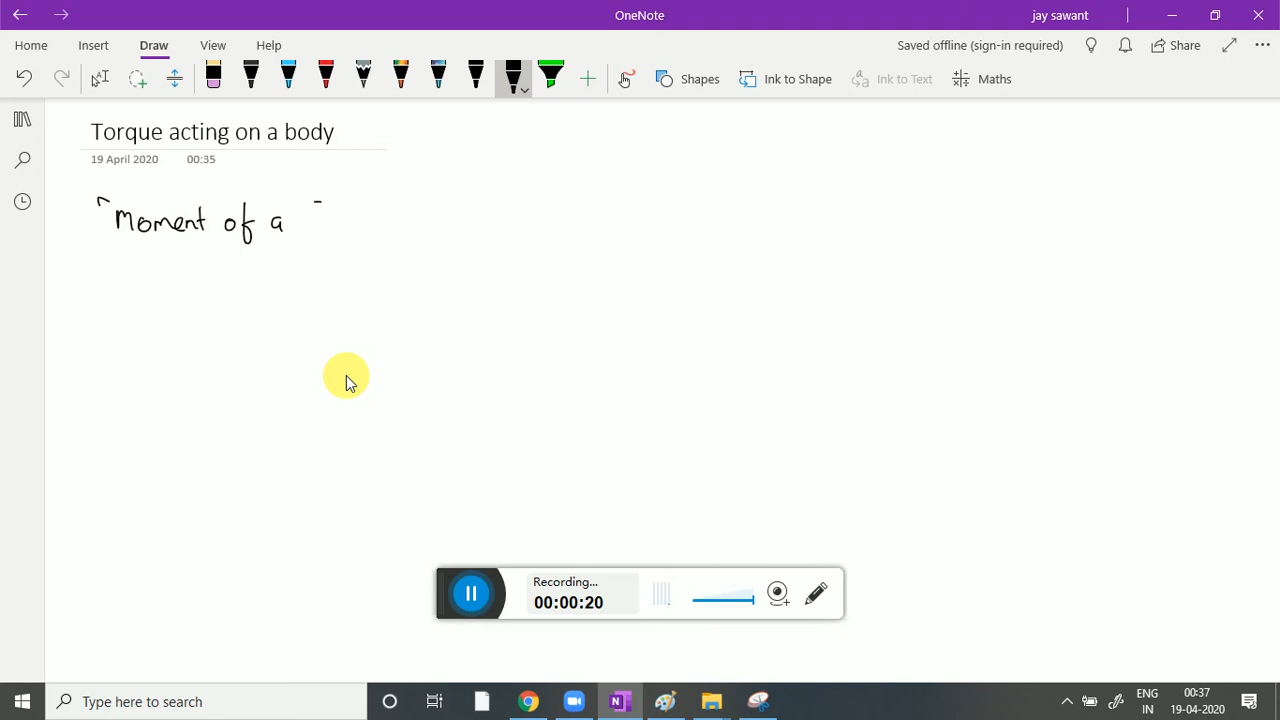 OneNote
jay sawant
Home Insert Draw View Help
Saved offline (sign-in required) Share
Shapes Ink to Shape Ink to Text Maths
Torque acting on a body
19 April 2020 00:35
Moment of a
Recording...
00:00:20
Type here to search
ENG 00:37
IN 19-04-2020